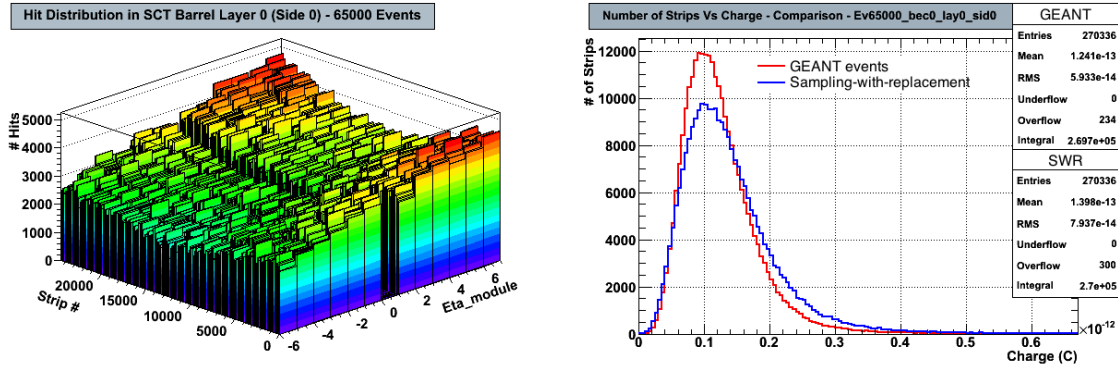 Hit Distribution in SCT Barrel Layer 0 (Side 0) - 65000 Events
# Hits
5000
4000
3000
2000
1000
0
20000
15000
10000
5000
0
Strip #
-6
-4
-2
0
2
4
6
Eta_module
Number of Strips Vs Charge - Comparison - Ev65000_bec0_lay0_sid0
# of Strips
12000
10000
8000
6000
4000
2000
0
GEANT events
Sampling-with-replacement
0
0.1
0.2
0.3
0.4
0.5
0.6
×10^-12
Charge (C)
GEANT
Entries 270336
Mean 1.241e-13
RMS 5.933e-14
Underflow 0
Overflow 234
Integral 2.697e+05
SWR
Entries 270336
Mean 1.398e-13
RMS 7.937e-14
Underflow 0
Overflow 300
Integral 2.7e+05